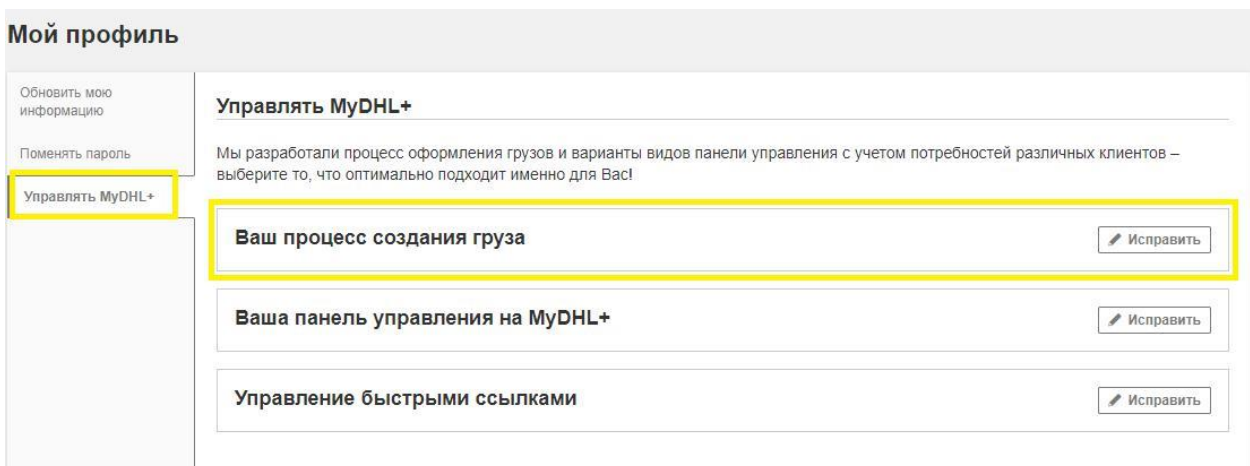 Мой профиль
Обновить мою
информацию
Поменять пароль
Управлять MyDHL+
Управлять MyDHL+
Мы разработали процесс оформления грузов и варианты видов панели управления с учетом потребностей различных клиентов –
выберите то, что оптимально подходит именно для Вас!
Ваш процесс создания груза
Исправить
Ваша панель управления на MyDHL+
Исправить
Управление быстрыми ссылками
Исправить